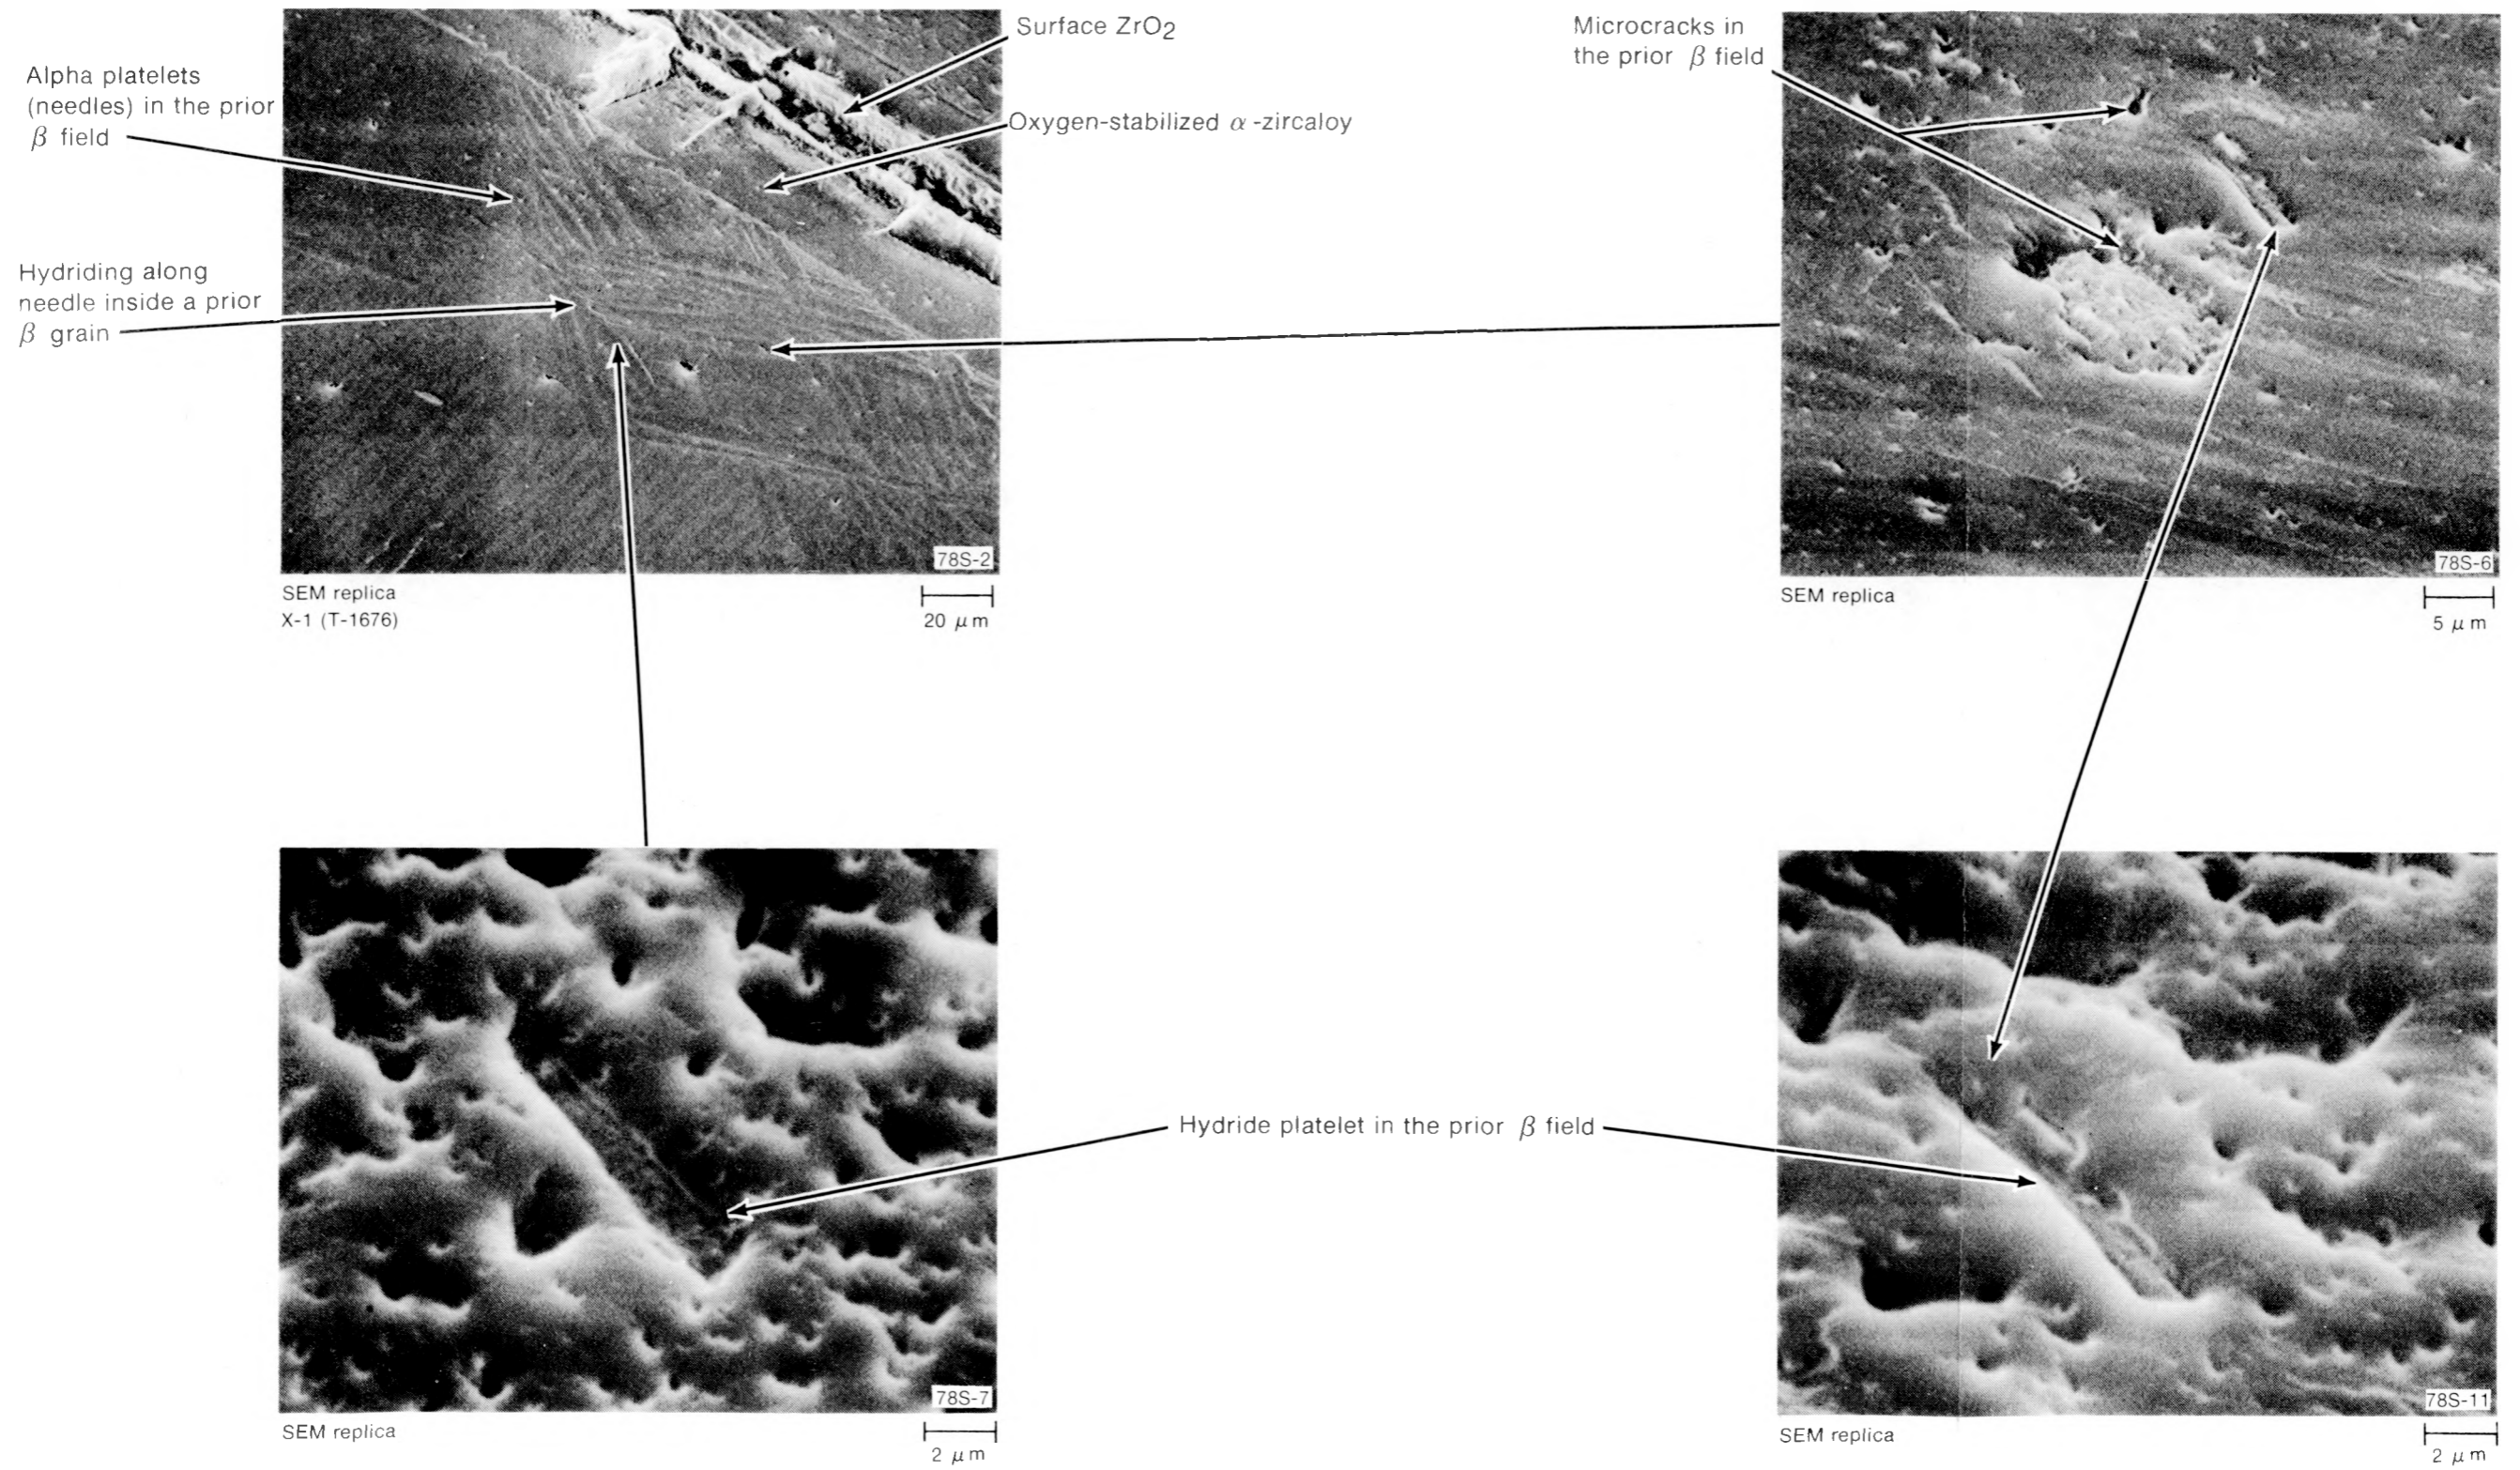 Surface ZrO2
Microcracks in
the prior β field
Alpha platelets
(needles) in the prior
β field
Oxygen-stabilized α-zircaloy
Hydriding along
needle inside a prior
β grain
78S-2
SEM replica
X-1 (T-1676)
20 μm
78S-6
SEM replica
5 μm
Hydride platelet in the prior β field
78S-7
SEM replica
2 μm
78S-11
SEM replica
2 μm